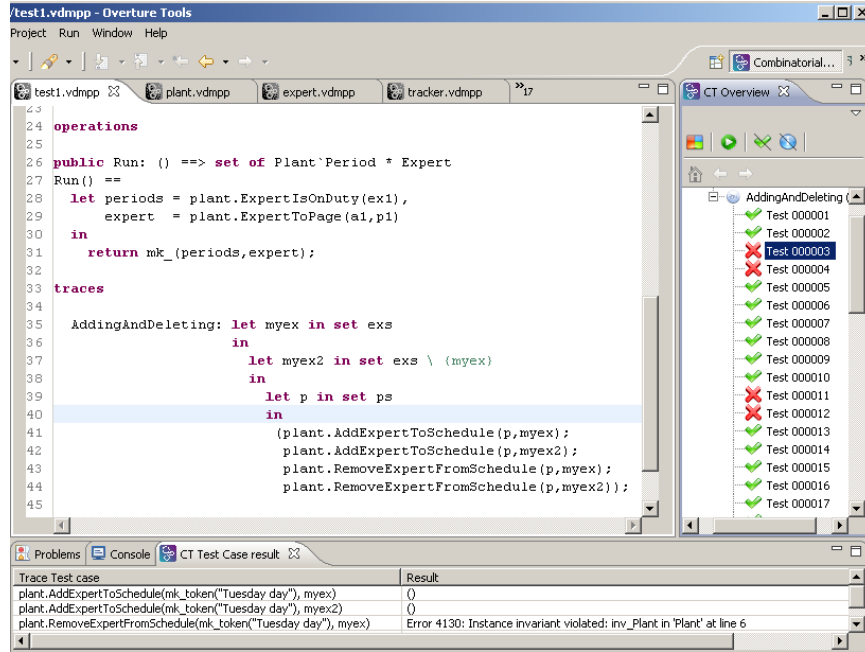 /test1.vdmpp - Overture Tools
Project Run Window Help
Combinatorial...
test1.vdmpp
plant.vdmpp
expert.vdmpp
tracker.vdmpp
»17
CT Overview
23
24 operations
25
26 public Run: () ==> set of Plant`Period * Expert
27 Run() ==
28 let periods = plant.ExpertIsOnDuty(ex1),
29 expert = plant.ExpertToPage(a1,p1)
30 in
31 return mk_(periods,expert);
32
33 traces
34
35 AddingAndDeleting: let myex in set exs
36 in
37 let myex2 in set exs \ {myex}
38 in
39 let p in set ps
40 in
41 (plant.AddExpertToSchedule(p,myex);
42 plant.AddExpertToSchedule(p,myex2);
43 plant.RemoveExpertFromSchedule(p,myex);
44 plant.RemoveExpertFromSchedule(p,myex2));
45
AddingAndDeleting (
Test 000001
Test 000002
Test 000003
Test 000004
Test 000005
Test 000006
Test 000007
Test 000008
Test 000009
Test 000010
Test 000011
Test 000012
Test 000013
Test 000014
Test 000015
Test 000016
Test 000017
Problems
Console
CT Test Case result
Trace Test case Result
plant.AddExpertToSchedule(mk_token("Tuesday day"), myex) ()
plant.AddExpertToSchedule(mk_token("Tuesday day"), myex2) ()
plant.RemoveExpertFromSchedule(mk_token("Tuesday day"), myex) Error 4130: Instance invariant violated: inv_Plant in 'Plant' at line 6